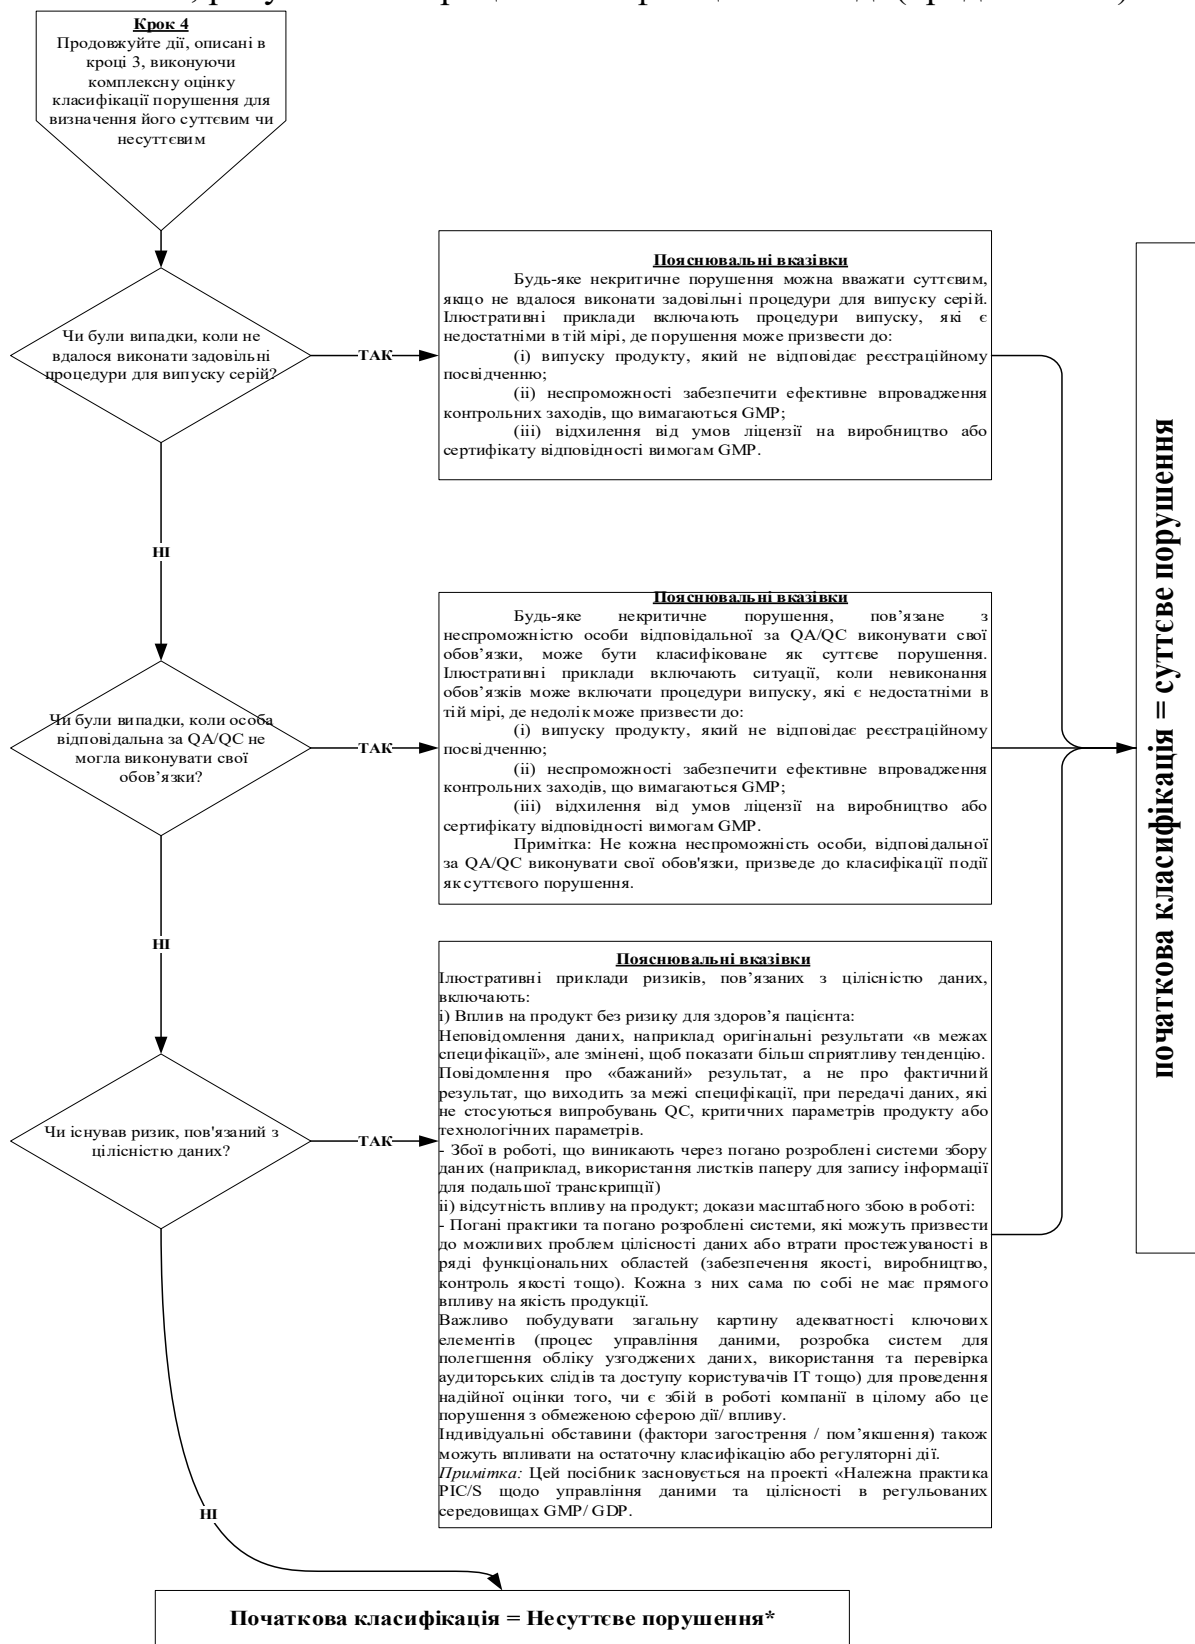 Крок 4
Продовжуйте дії, описані в
кроці 3, виконуючи
комплексну оцінку
класифікації порушення для
визначення його суттєвим чи
несуттєвим
Чи були випадки, коли не
вдалося виконати задовільні
процедури для випуску серій?
ТАК
Пояснювальні вказівки
Будь-яке некритичне порушення можна вважати суттєвим,
якщо не вдалося виконати задовільні процедури для випуску серій.
Ілюстративні приклади включають процедури випуску, які є
недостатніми в тій мірі, де порушення може призвести до:
(i) випуску продукту, який не відповідає реєстраційному
посвідченню;
(ii) неспроможності забезпечити ефективне впровадження
контрольних заходів, що вимагаються GMP;
(iii) відхилення від умов ліцензії на виробництво або
сертифікату відповідності вимогам GMP.
НІ
Чи були випадки, коли особа
відповідальна за QA/QC не
могла виконувати свої
обов’язки?
ТАК
Пояснювальні вказівки
Будь-яке некритичне порушення, пов’язане з
неспроможністю особи відповідальної за QA/QC виконувати свої
обов’язки, може бути класифіковане як суттєве порушення.
Ілюстративні приклади включають ситуації, коли невиконання
обов’язків може включати процедури випуску, які є недостатніми в
тій мірі, де недолік може призвести до:
(i) випуску продукту, який не відповідає реєстраційному
посвідченню;
(ii) неспроможності забезпечити ефективне впровадження
контрольних заходів, що вимагаються GMP;
(iii) відхилення від умов ліцензії на виробництво або
сертифікату відповідності вимогам GMP.
Примітка: Не кожна неспроможність особи, відповідальної
за QA/QC виконувати свої обов'язки, призведе до класифікації події
як суттєвого порушення.
НІ
Чи існував ризик, пов'язаний з
цілісністю даних?
ТАК
Пояснювальні вказівки
Ілюстративні приклади ризиків, пов’язаних з цілісністю даних,
включають:
i) Вплив на продукт без ризику для здоров’я пацієнта:
Неповідомлення даних, наприклад оригінальні результати «в межах
специфікації», але змінені, щоб показати більш сприятливу тенденцію.
Повідомлення про «бажаний» результат, а не про фактичний
результат, що виходить за межі специфікації, при передачі даних, які
не стосуються випробувань QC, критичних параметрів продукту або
технологічних параметрів.
- Збої в роботі, що виникають через погано розроблені системи збору
даних (наприклад, використання листків паперу для запису інформації
для подальшої транскрипції)
ii) відсутність впливу на продукт; докази масштабного збою в роботі:
- Погані практики та погано розроблені системи, які можуть призвести
до можливих проблем цілісності даних або втрати простежуваності в
ряді функціональних областей (забезпечення якості, виробництво,
контроль якості тощо). Кожна з них сама по собі не має прямого
впливу на якість продукції.
Важливо побудувати загальну картину адекватності ключових
елементів (процес управління даними, розробка систем для
полегшення обліку узгоджених даних, використання та перевірка
аудиторських слідів та доступу користувачів ІТ тощо) для проведення
надійної оцінки того, чи є збій в роботі компанії в цілому або це
порушення з обмеженою сферою дії/ впливу.
Індивідуальні обставини (фактори загострення / пом’якшення) також
можуть впливати на остаточну класифікацію або регуляторні дії.
Примітка: Цей посібник засновується на проекті «Належна практика
PIC/S щодо управління даними та цілісності в регульованих
середовищах GMP/ GDP.
НІ
початкова класифікація = суттєве порушення
Початкова класифікація = Несуттєве порушення*